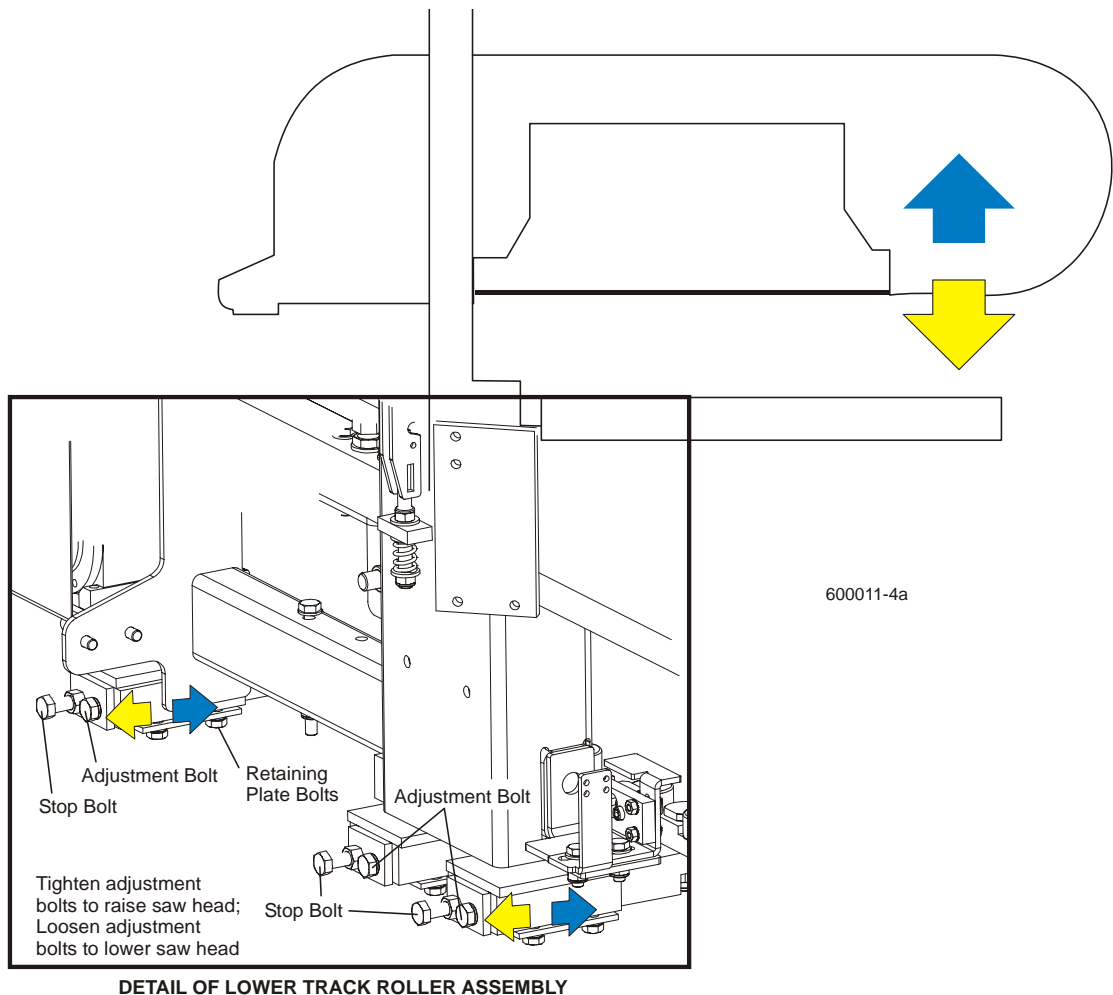 600011-4a
Adjustment Bolt
Stop Bolt
Retaining
Plate Bolts
Adjustment Bolt
Stop Bolt
Tighten adjustment
bolts to raise saw head;
Loosen adjustment
bolts to lower saw head
DETAIL OF LOWER TRACK ROLLER ASSEMBLY